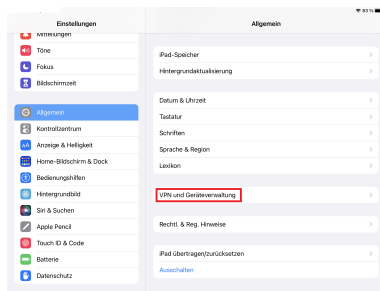 83 %
Einstellungen
Mitteilungen
Töne
Fokus
Bildschirmzeit
Allgemein
Kontrollzentrum
AA Anzeige & Helligkeit
Home-Bildschirm & Dock
Bedienungshilfen
Hintergrundbild
Siri & Suchen
Apple Pencil
Touch ID & Code
Batterie
Datenschutz
Allgemein
iPad-Speicher
Hintergrundaktualisierung
Datum & Uhrzeit
Tastatur
Schriften
Sprache & Region
Lexikon
VPN und Geräteverwaltung
Rechtl. & Reg. Hinweise
iPad übertragen/zurücksetzen
Ausschalten